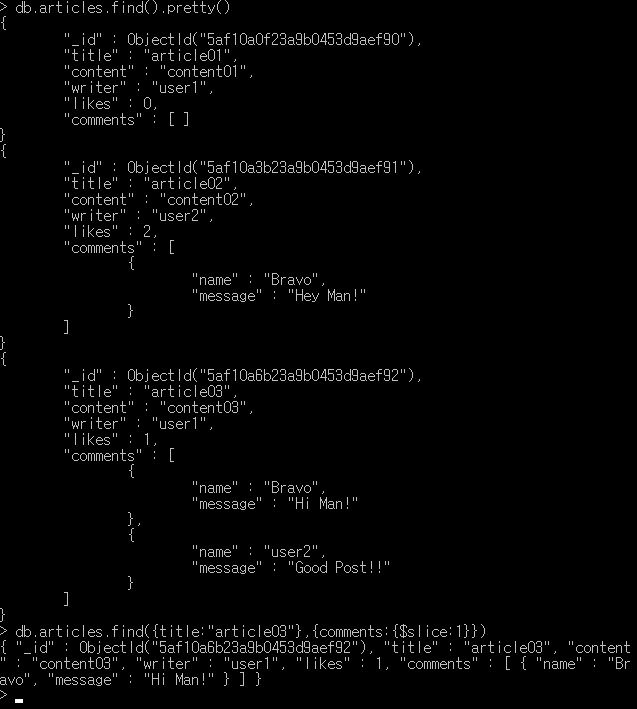 > db.articles.find().pretty()
{
        "_id" : ObjectId("5af10a0f23a9b0453d9aef90"),
        "title" : "article01",
        "content" : "content01",
        "writer" : "user1",
        "likes" : 0,
        "comments" : [ ]
}
{
        "_id" : ObjectId("5af10a3b23a9b0453d9aef91"),
        "title" : "article02",
        "content" : "content02",
        "writer" : "user2",
        "likes" : 2,
        "comments" : [
                {
                        "name" : "Bravo",
                        "message" : "Hey Man!"
                }
        ]
}
{
        "_id" : ObjectId("5af10a6b23a9b0453d9aef92"),
        "title" : "article03",
        "content" : "content03",
        "writer" : "user1",
        "likes" : 1,
        "comments" : [
                {
                        "name" : "Bravo",
                        "message" : "Hi Man!"
                },
                {
                        "name" : "user2",
                        "message" : "Good Post!!"
                }
        ]
}
> db.articles.find({title:"article03"},{comments:{$slice:1}})
{ "_id" : ObjectId("5af10a6b23a9b0453d9aef92"), "title" : "article03", "content
" : "content03", "writer" : "user1", "likes" : 1, "comments" : [ { "name" : "Br
avo", "message" : "Hi Man!" } ] }
>